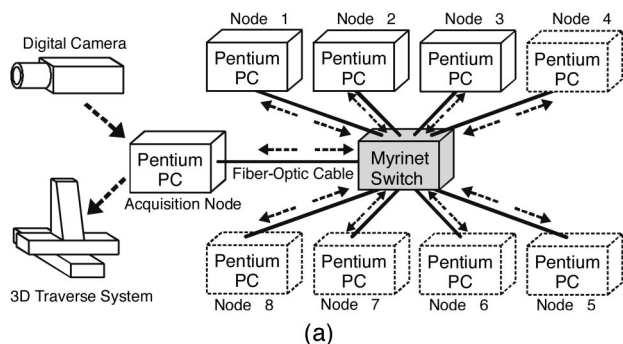 Node 1
Node 2
Node 3
Node 4
Digital Camera
Pentium
PC
Pentium
PC
Pentium
PC
Pentium
PC
Pentium
PC
Acquisition Node
Fiber-Optic Cable
Myrinet
Switch
3D Traverse System
Pentium
PC
Pentium
PC
Pentium
PC
Pentium
PC
Node 8
Node 7
Node 6
Node 5
(a)